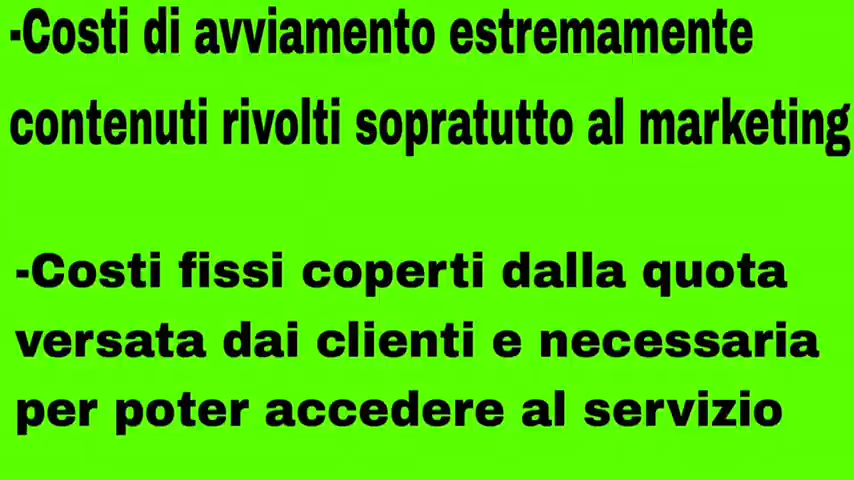 -Costi di avviamento estremamente
contenuti rivolti sopratutto al marketing
-Costi fissi coperti dalla quota
versata dai clienti e necessaria
per poter accedere al servizio